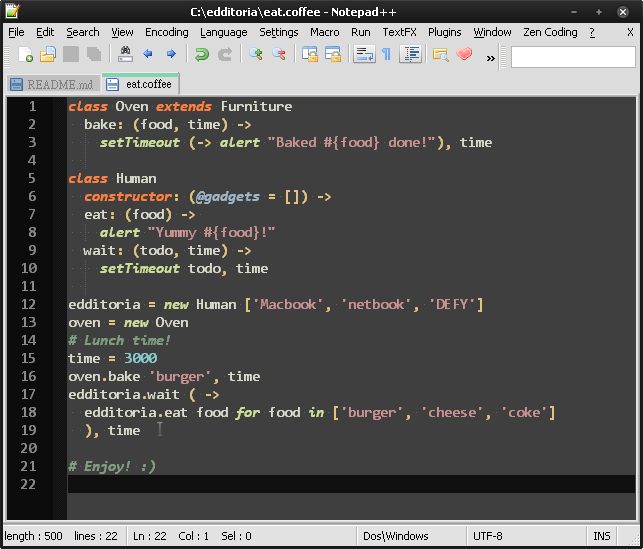 C:\edditoria\eat.coffee - Notepad++
File Edit Search View Encoding Language Settings Macro Run TextFX Plugins Window Zen Coding ? X
README.md eat.coffee
1 class Oven extends Furniture
2 bake: (food, time) ->
3 setTimeout (-> alert "Baked #{food} done!"), time
4
5 class Human
6 constructor: (@gadgets = []) ->
7 eat: (food) ->
8 alert "Yummy #{food}!"
9 wait: (todo, time) ->
10 setTimeout todo, time
11
12 edditoria = new Human ['Macbook', 'netbook', 'DEFY']
13 oven = new Oven
14 # Lunch time!
15 time = 3000
16 oven.bake 'burger', time
17 edditoria.wait ( ->
18 edditoria.eat food for food in ['burger', 'cheese', 'coke']
19 ), time
20
21 # Enjoy! :)
22
length : 500 lines : 22 Ln : 22 Col : 1 Sel : 0 Dos\Windows UTF-8 INS